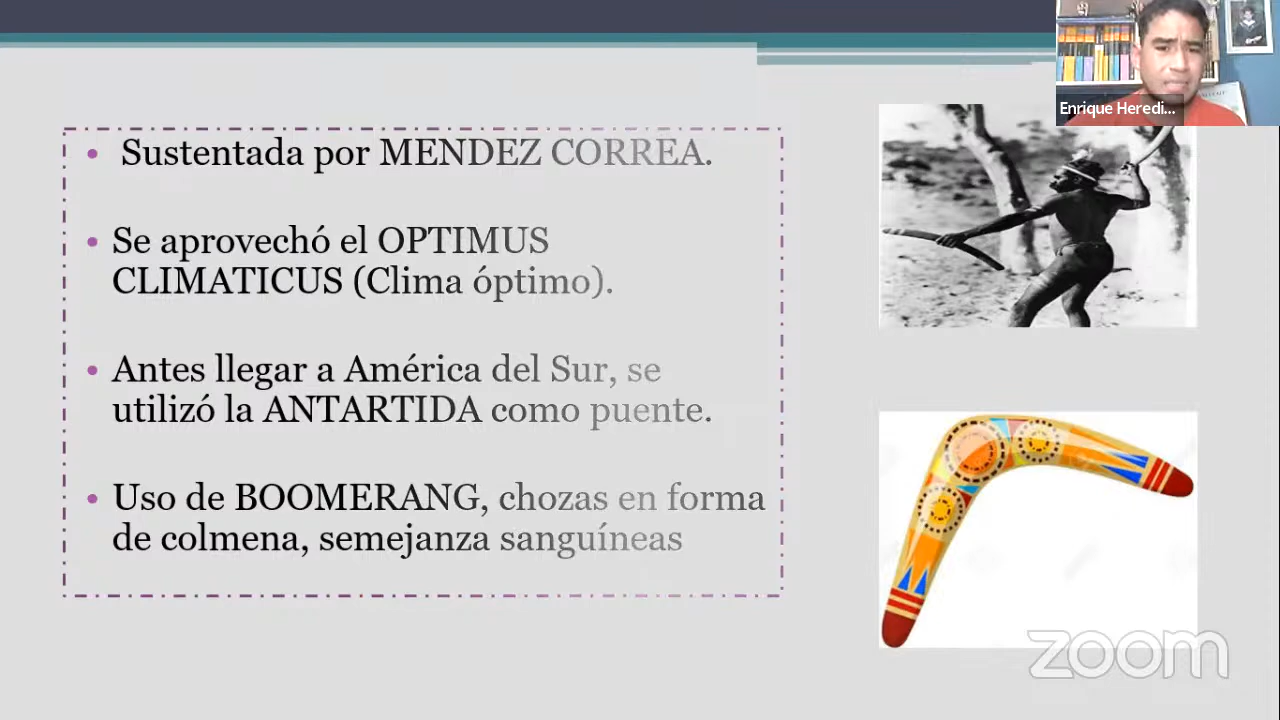 Enrique Heredi...
Sustentada por MENDEZ CORREA.
Se aprovechó el OPTIMUS
CLIMATICUS (Clima óptimo).
Antes llegar a América del Sur, se
utilizó la ANTARTIDA como puente.
Uso de BOOMERANG, chozas en forma
de colmena, semejanza sanguíneas
zoom